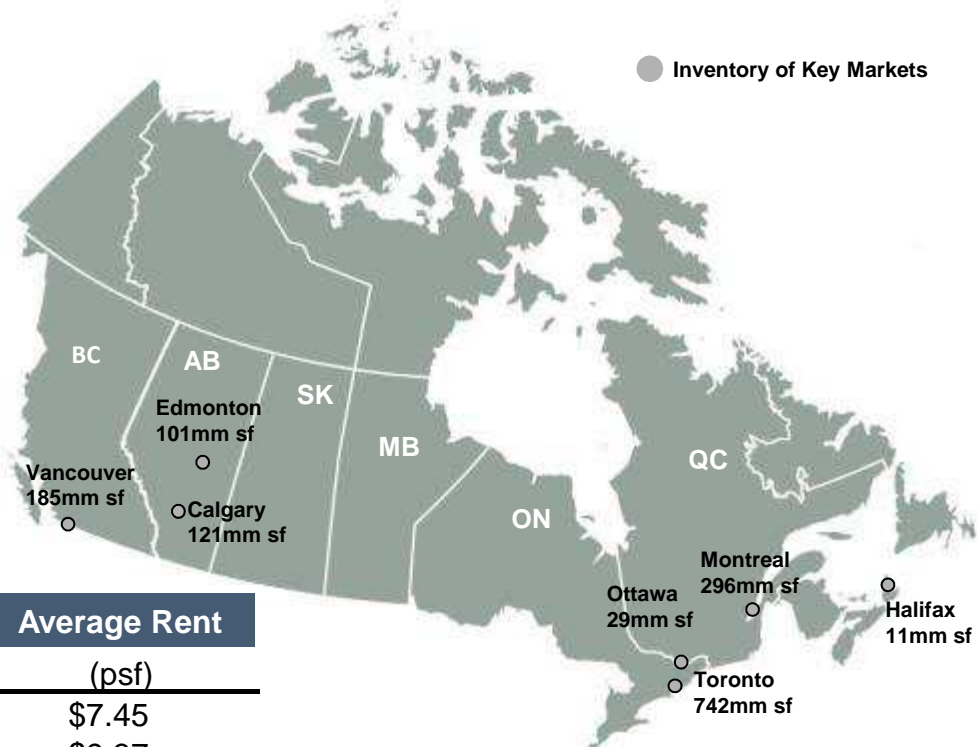 Inventory of Key Markets
BC
AB
SK
MB
ON
QC
Edmonton
101mm sf
Vancouver
185mm sf
Calgary
121mm sf
Montreal
296mm sf
Ottawa
29mm sf
Halifax
11mm sf
Toronto
742mm sf
Average Rent
(psf)
$7.45